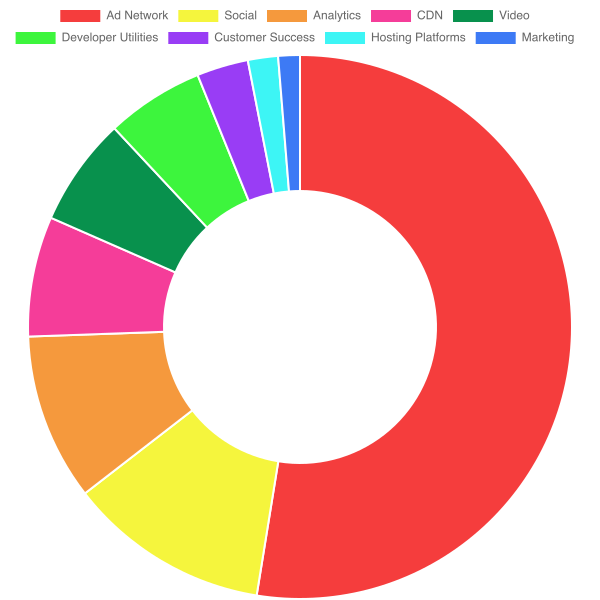 Ad Network Social Analytics CDN Video
Developer Utilities Customer Success Hosting Platforms Marketing